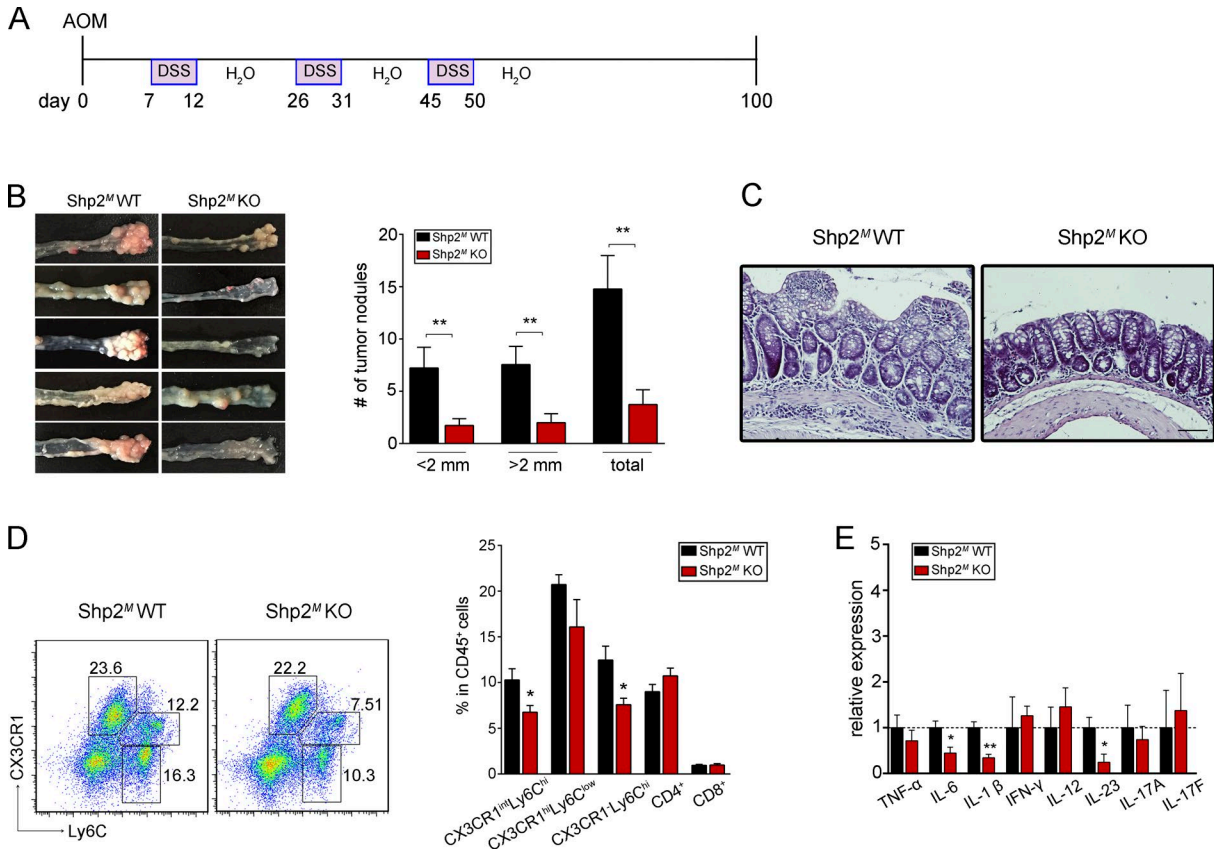 A
AOM
DSS H₂O DSS H₂O DSS H₂O
day 0 7 12 26 31 45 50 100
B
Shp2ᴹ WT Shp2ᴹ KO
# of tumor nodules
20
15
10
5
0
Shp2ᴹ WT
Shp2ᴹ KO
** ** **
<2 mm >2 mm total
C
Shp2ᴹ WT Shp2ᴹ KO
D
Shp2ᴹ WT Shp2ᴹ KO
23.6
12.2
16.3
22.2
7.51
10.3
CX3CR1
Ly6C
% in CD45⁺ cells
25
20
15
10
5
0
Shp2ᴹ WT
Shp2ᴹ KO
* *
CX3CR1ⁱⁿᵗLy6Cʰⁱ CX3CR1ʰⁱLy6Cˡᵒʷ CX3CR1⁻Ly6Cʰⁱ CD4⁺ CD8⁺
E
relative expression
5
4
3
2
1
0
Shp2ᴹ WT
Shp2ᴹ KO
* ** *
TNF-α IL-6 IL-1 β IFN-γ IL-12 IL-23 IL-17A IL-17F